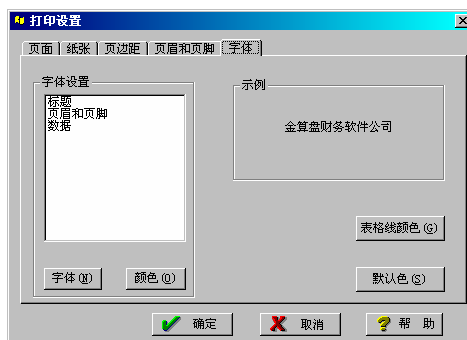 打印设置
页面 纸张 页边距 页眉和页脚 字体
字体设置
标题
页眉和页脚
数据
字体(N) 颜色(O)
示例
金算盘财务软件公司
表格线颜色(G)
默认色(S)
确定 取消 帮 助